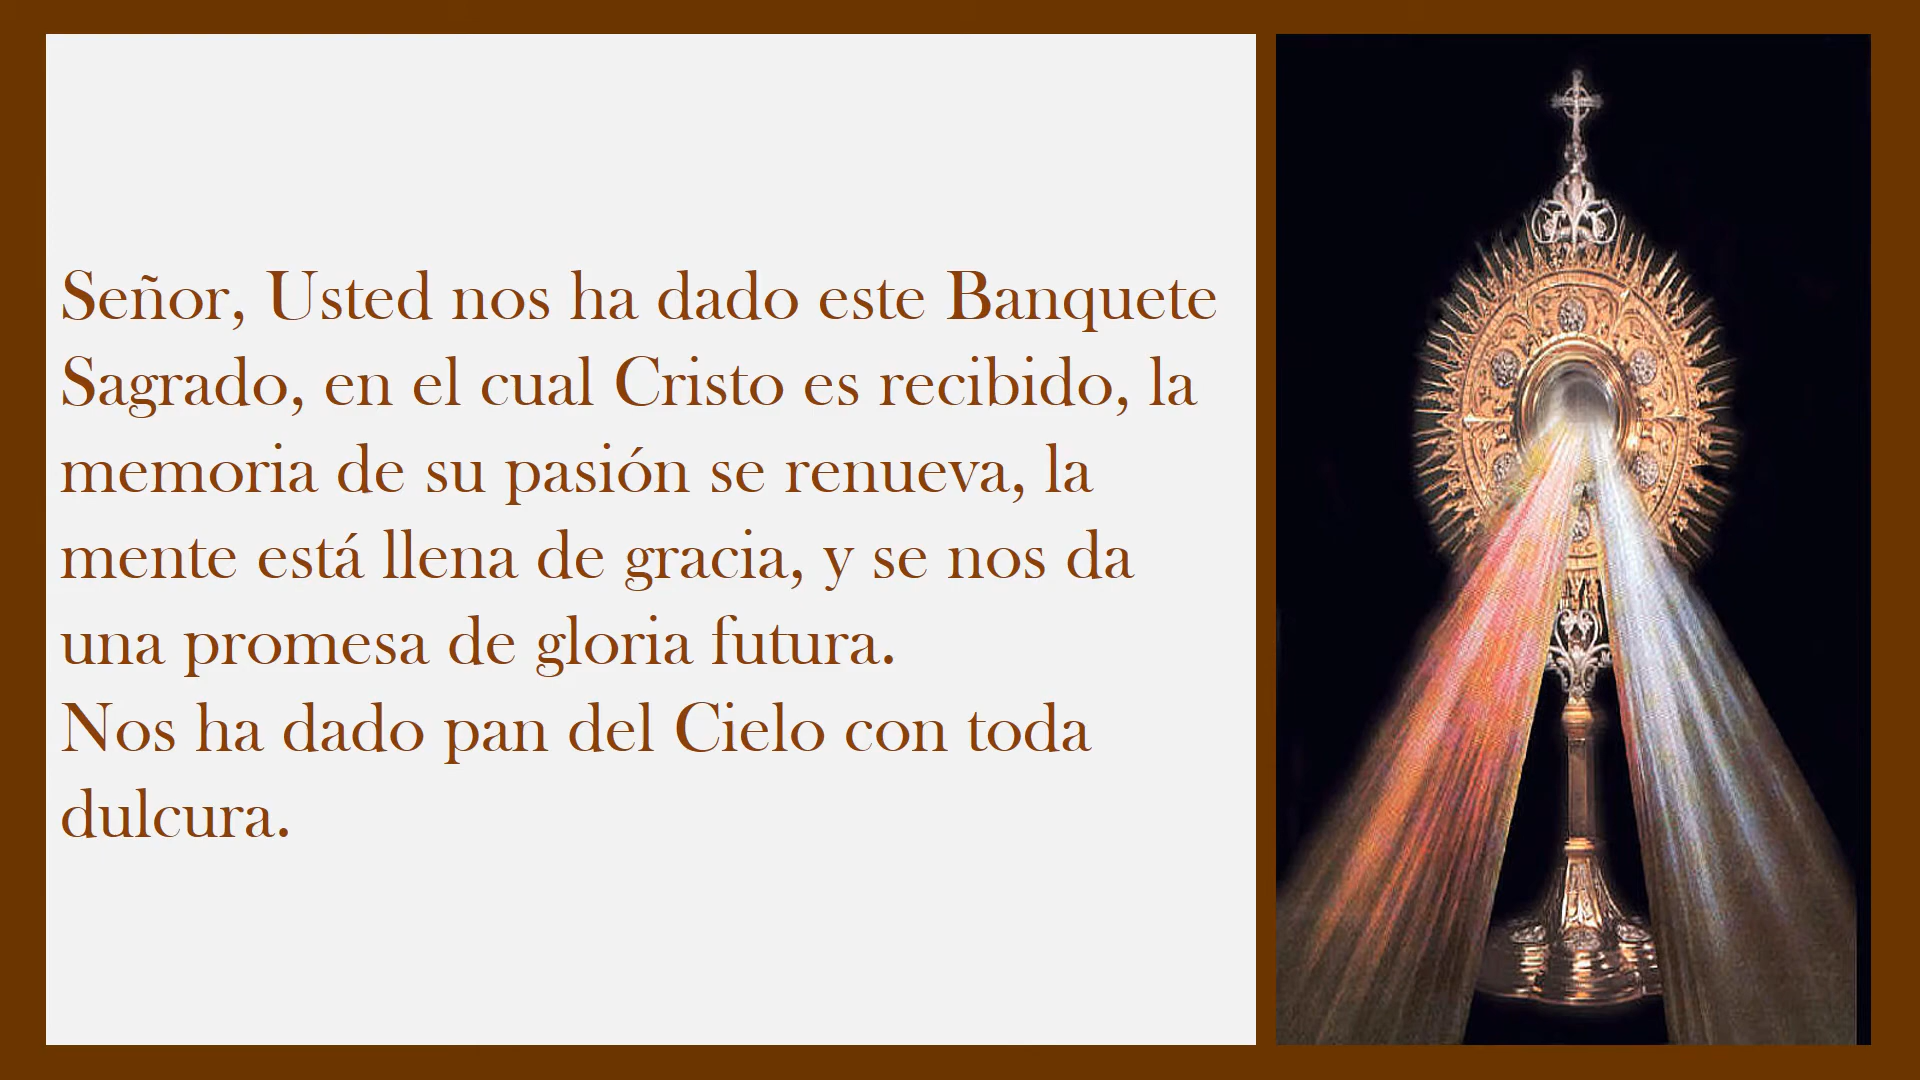 Señor, Usted nos ha dado este Banquete
Sagrado, en el cual Cristo es recibido, la
memoria de su pasión se renueva, la
mente está llena de gracia, y se nos da
una promesa de gloria futura.
Nos ha dado pan del Cielo con toda
dulcura.